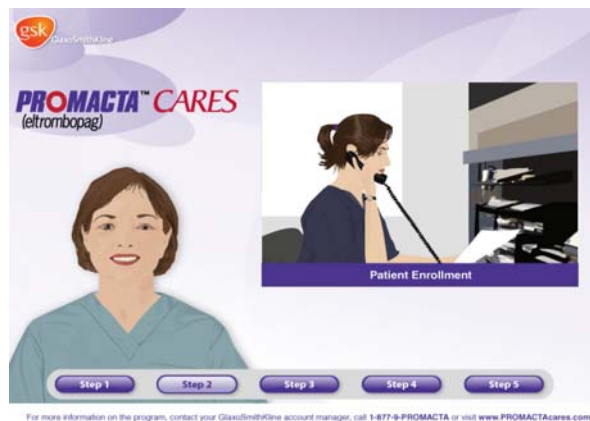 gsk
GlaxoSmithKline
PROMACTA™ CARES
(eltrombopag)
Patient Enrollment
Step 1
Step 2
Step 3
Step 4
Step 5
For more information on the program, contact your GlaxoSmithKline account manager, call 1-877-9-PROMACTA or visit www.PROMACTAcares.com